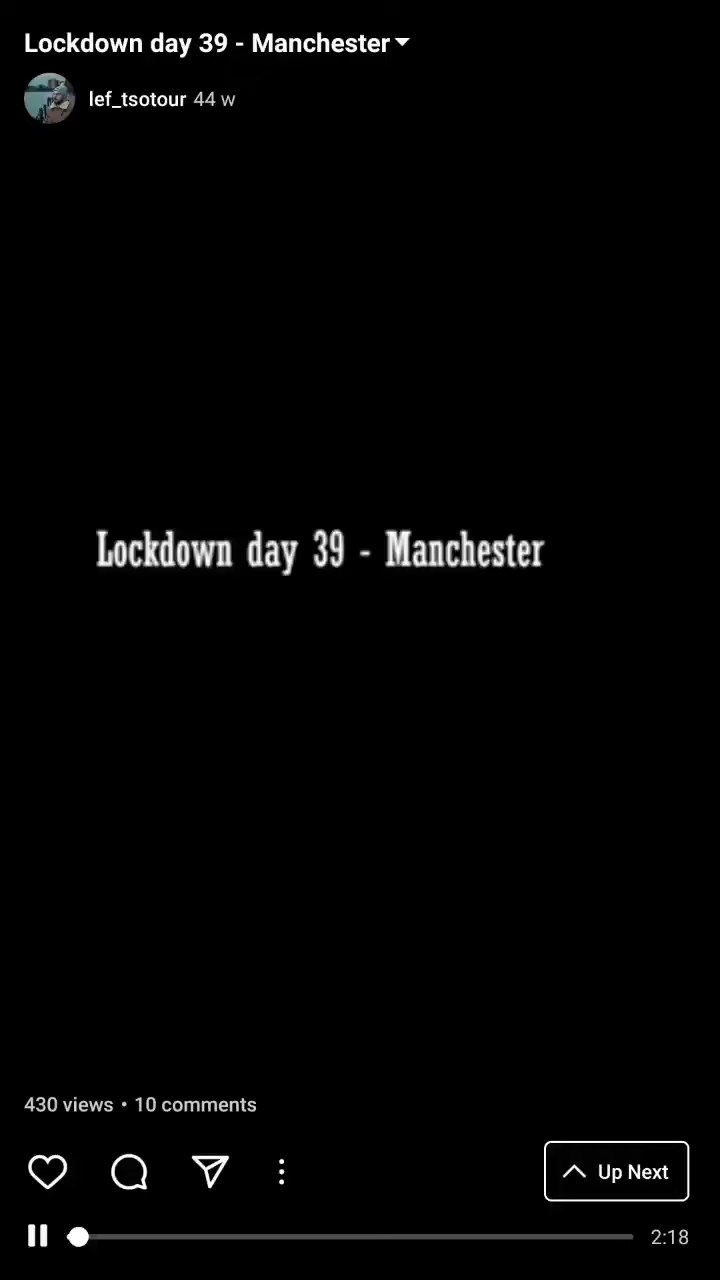 Lockdown day 39 - Manchester
lef_tsotour 44 w
Lockdown day 39 - Manchester
430 views • 10 comments
Up Next
2:18